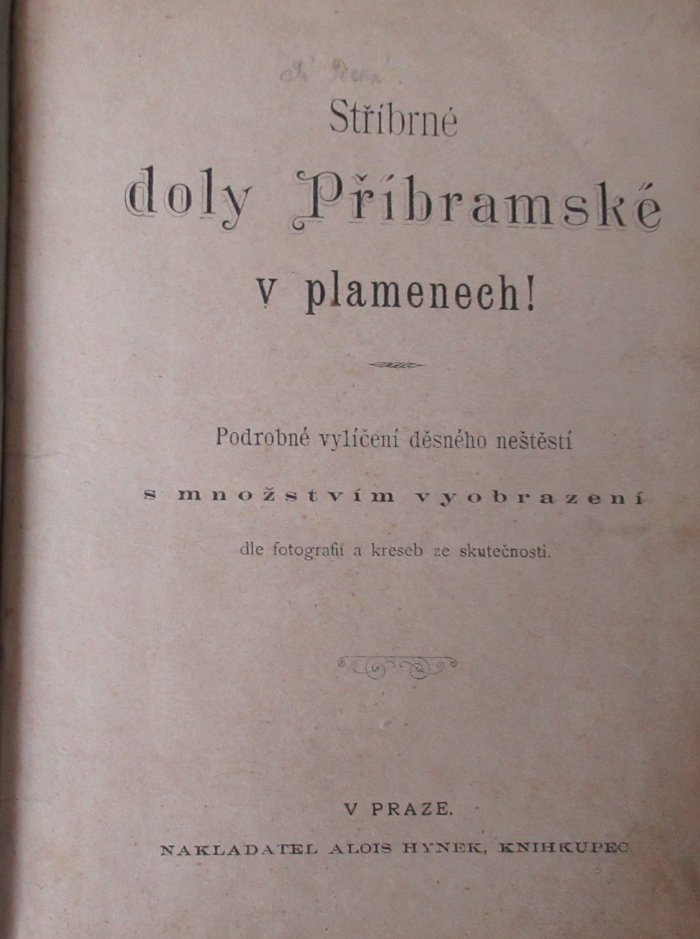 Stříbrné
doly Příbramské
v plamenech!
Podrobné vylíčení děsného neštěstí
s množstvím vyobrazení
dle fotografií a kreseb ze skutečnosti.
V PRAZE.
NAKLADATEL ALOIS HYNEK, KNIHKUPEC